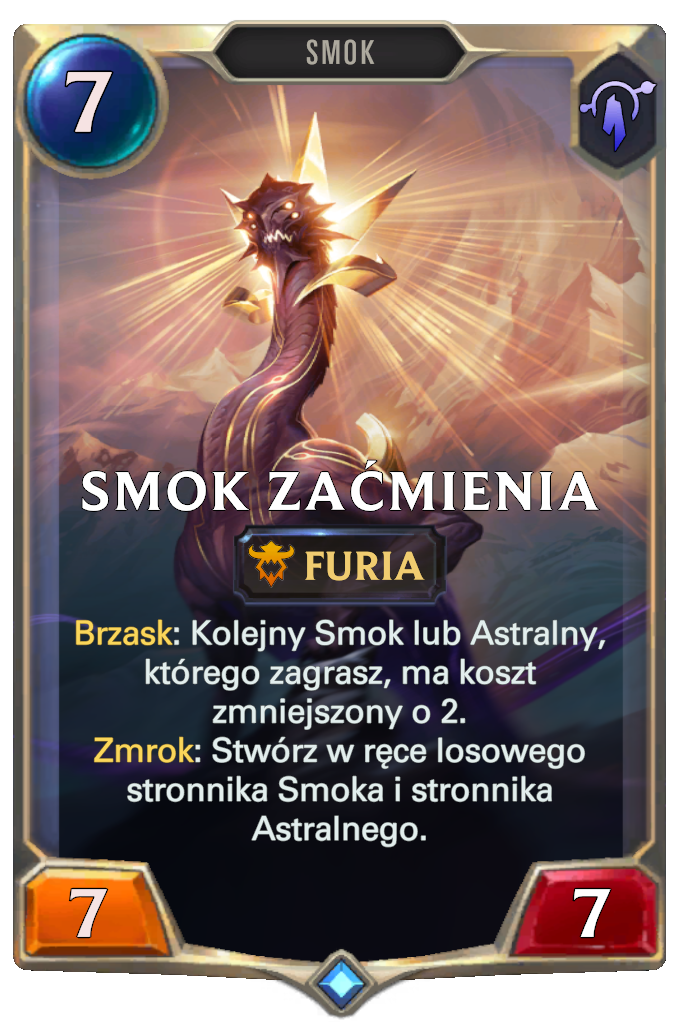 SMOK
7
SMOK ZAĆMIENIA
FURIA
Brzask: Kolejny Smok lub Astralny,
którego zagrasz, ma koszt
zmniejszony o 2.
Zmrok: Stwórz w ręce losowego
stronnika Smoka i stronnika
Astralnego.
7
7